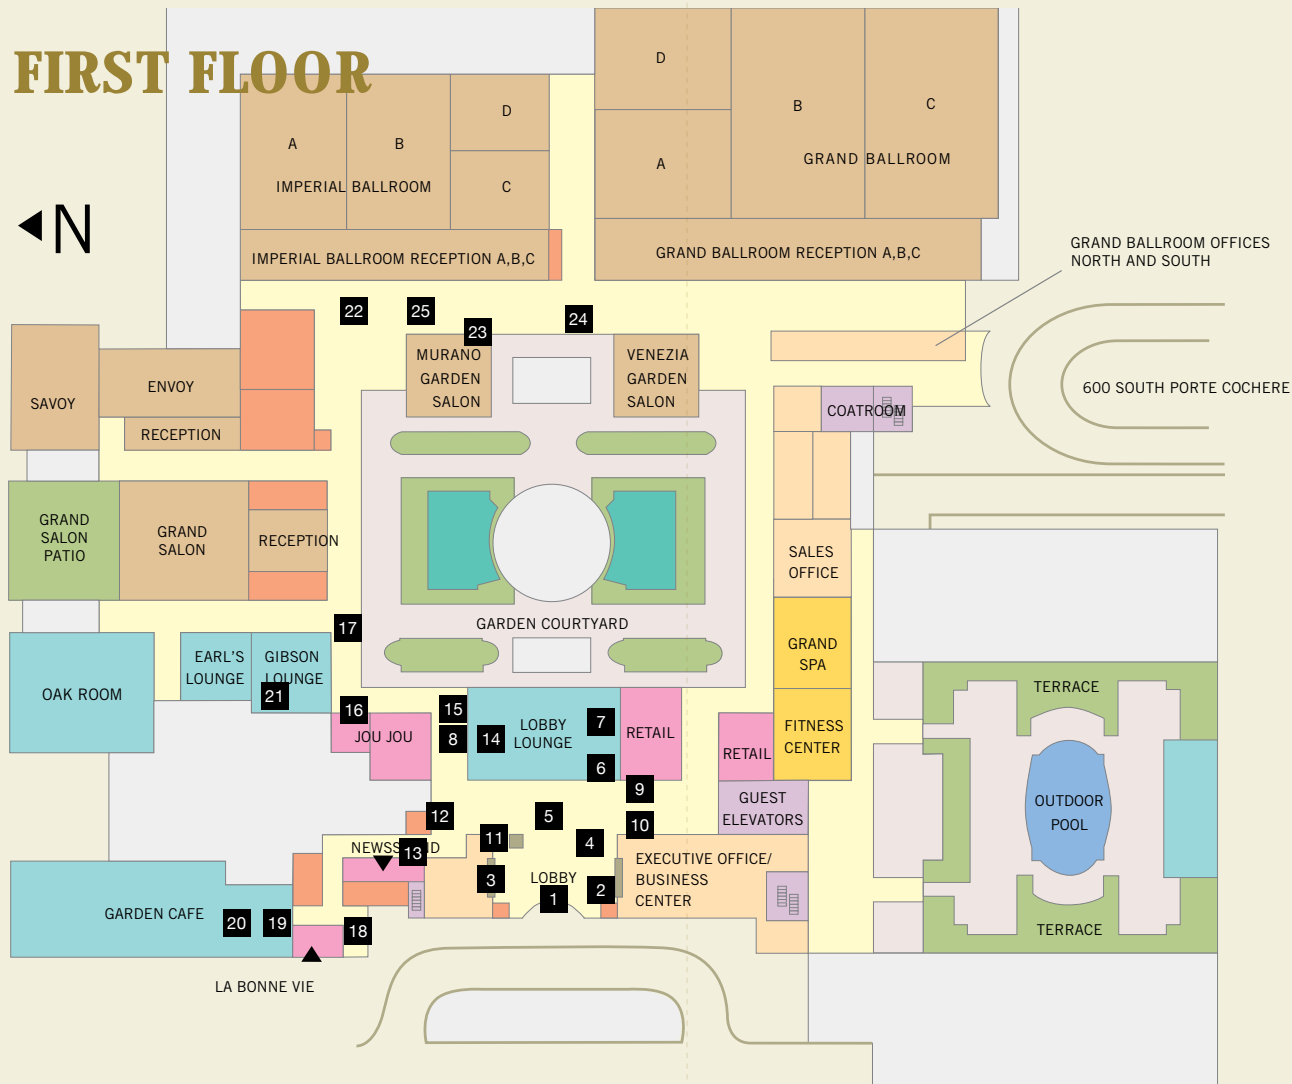 FIRST FLOOR
D
B
C
A
GRAND BALLROOM
D
A
B
C
IMPERIAL BALLROOM
IMPERIAL BALLROOM RECEPTION A,B,C
GRAND BALLROOM RECEPTION A,B,C
N
GRAND BALLROOM OFFICES
NORTH AND SOUTH
22
25
23
24
MURANO
GARDEN
SALON
VENEZIA
GARDEN
SALON
600 SOUTH PORTE COCHERE
COATROOM
SAVOY
ENVOY
RECEPTION
GRAND
SALON
PATIO
GRAND
SALON
RECEPTION
SALES
OFFICE
GARDEN COURTYARD
17
GRAND
SPA
OAK ROOM
EARL'S
LOUNGE
GIBSON
LOUNGE
21
16
JOU JOU
15
8
14
LOBBY
LOUNGE
7
6
RETAIL
RETAIL
FITNESS
CENTER
TERRACE
OUTDOOR
POOL
TERRACE
9
10
GUEST
ELEVATORS
12
5
11
4
NEWSSTAND
13
3
LOBBY
1
2
EXECUTIVE OFFICE/
BUSINESS
CENTER
GARDEN CAFE
20
19
18
LA BONNE VIE